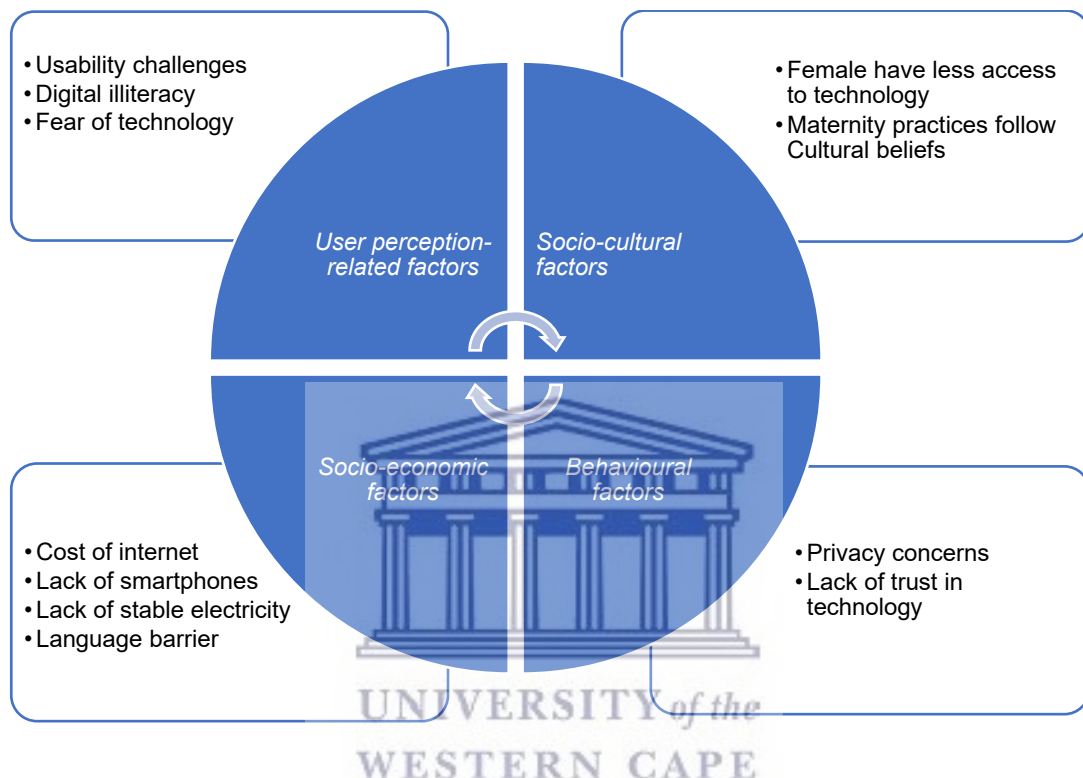 • Usability challenges
• Digital illiteracy
• Fear of technology
• Female have less access
to technology
• Maternity practices follow
Cultural beliefs
User perception-
related factors
Socio-cultural
factors
Socio-economic
factors
Behavioural
factors
• Cost of internet
• Lack of smartphones
• Lack of stable electricity
• Language barrier
• Privacy concerns
• Lack of trust in
technology
UNIVERSITY of the
WESTERN CAPE